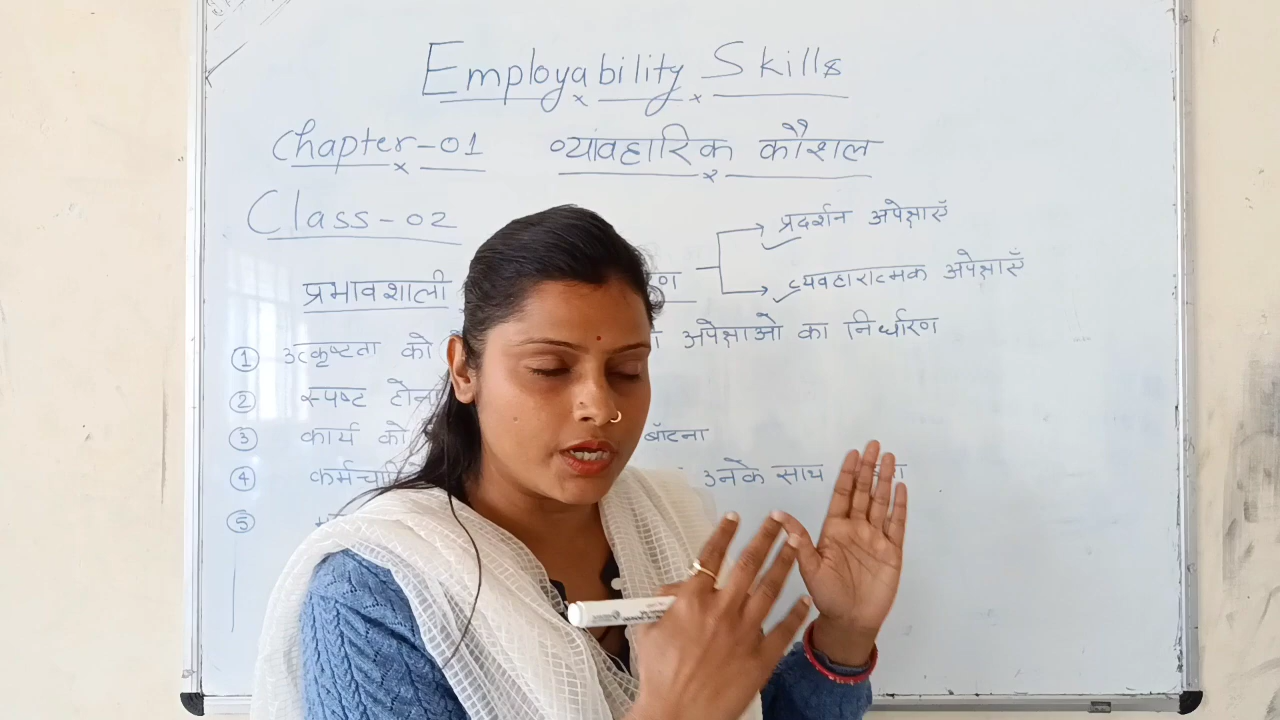 Employability Skills
Chapter-01 व्यावहारिक कौशल
Class-02
प्रदर्शन अपेक्षाएँ
प्रभावशाली
व्यवहारात्मक अपेक्षाएँ
① उत्कृष्टता को अपेक्षाओ का निर्धारण
② स्पष्ट होना
③ कार्य को बाँटना
④ उनके साथ
⑤